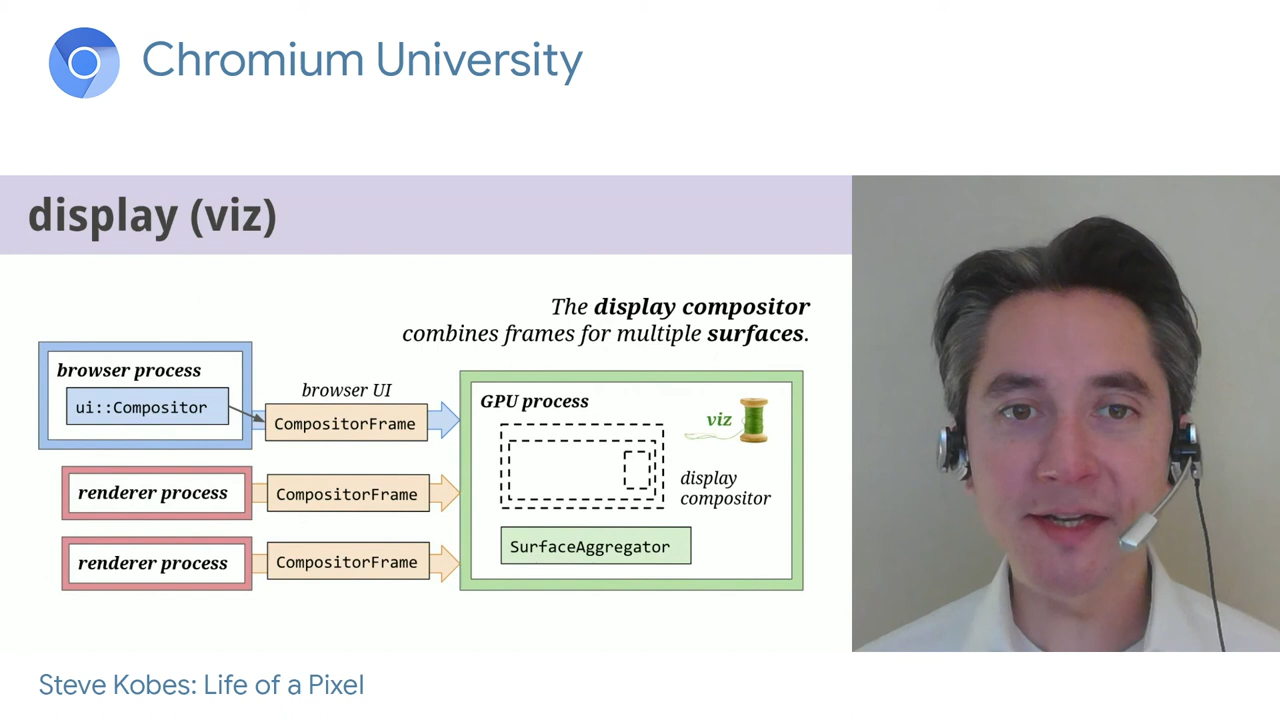 Chromium University
display (viz)
The display compositor
combines frames for multiple surfaces.
browser process
ui::Compositor
browser UI
CompositorFrame
renderer process
CompositorFrame
renderer process
CompositorFrame
GPU process
viz
display
compositor
SurfaceAggregator
Steve Kobes: Life of a Pixel